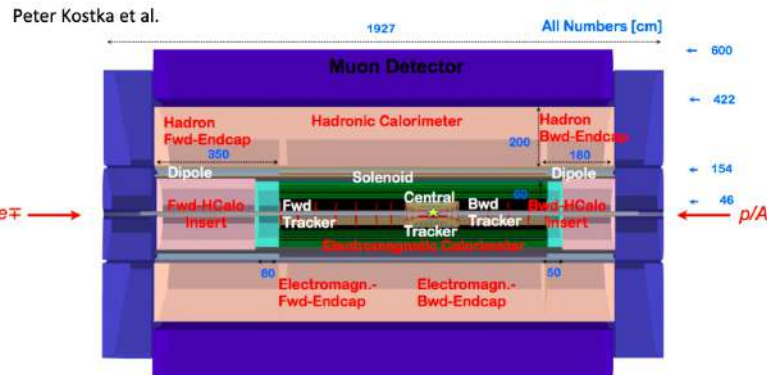 Peter Kostka et al.
1927
All Numbers [cm]
600
Muon Detector
422
Hadron
Fwd-Endcap
Hadronic Calorimeter
Hadron
Bwd-Endcap
200
350
180
154
Dipole
Solenoid
Dipole
60
46
Fwd-HCalo
Insert
Fwd
Tracker
Central
Tracker
Bwd
Tracker
Bwd-HCalo
Insert
e∓
p/A
Electromagnetic Calorimeter
80
50
Electromagn.-
Fwd-Endcap
Electromagn.-
Bwd-Endcap